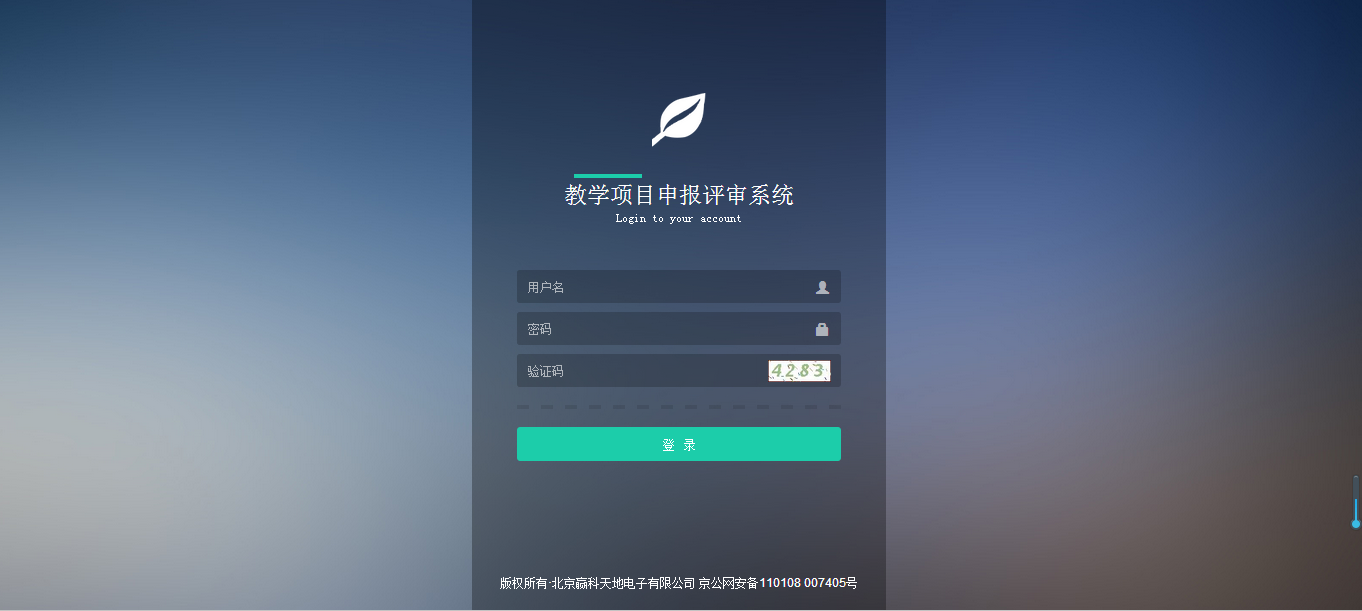 教学项目申报评审系统
Login to your account
用户名
密码
验证码 4283
登 录
版权所有·北京赢科天地电子有限公司 京公网安备110108 007405号